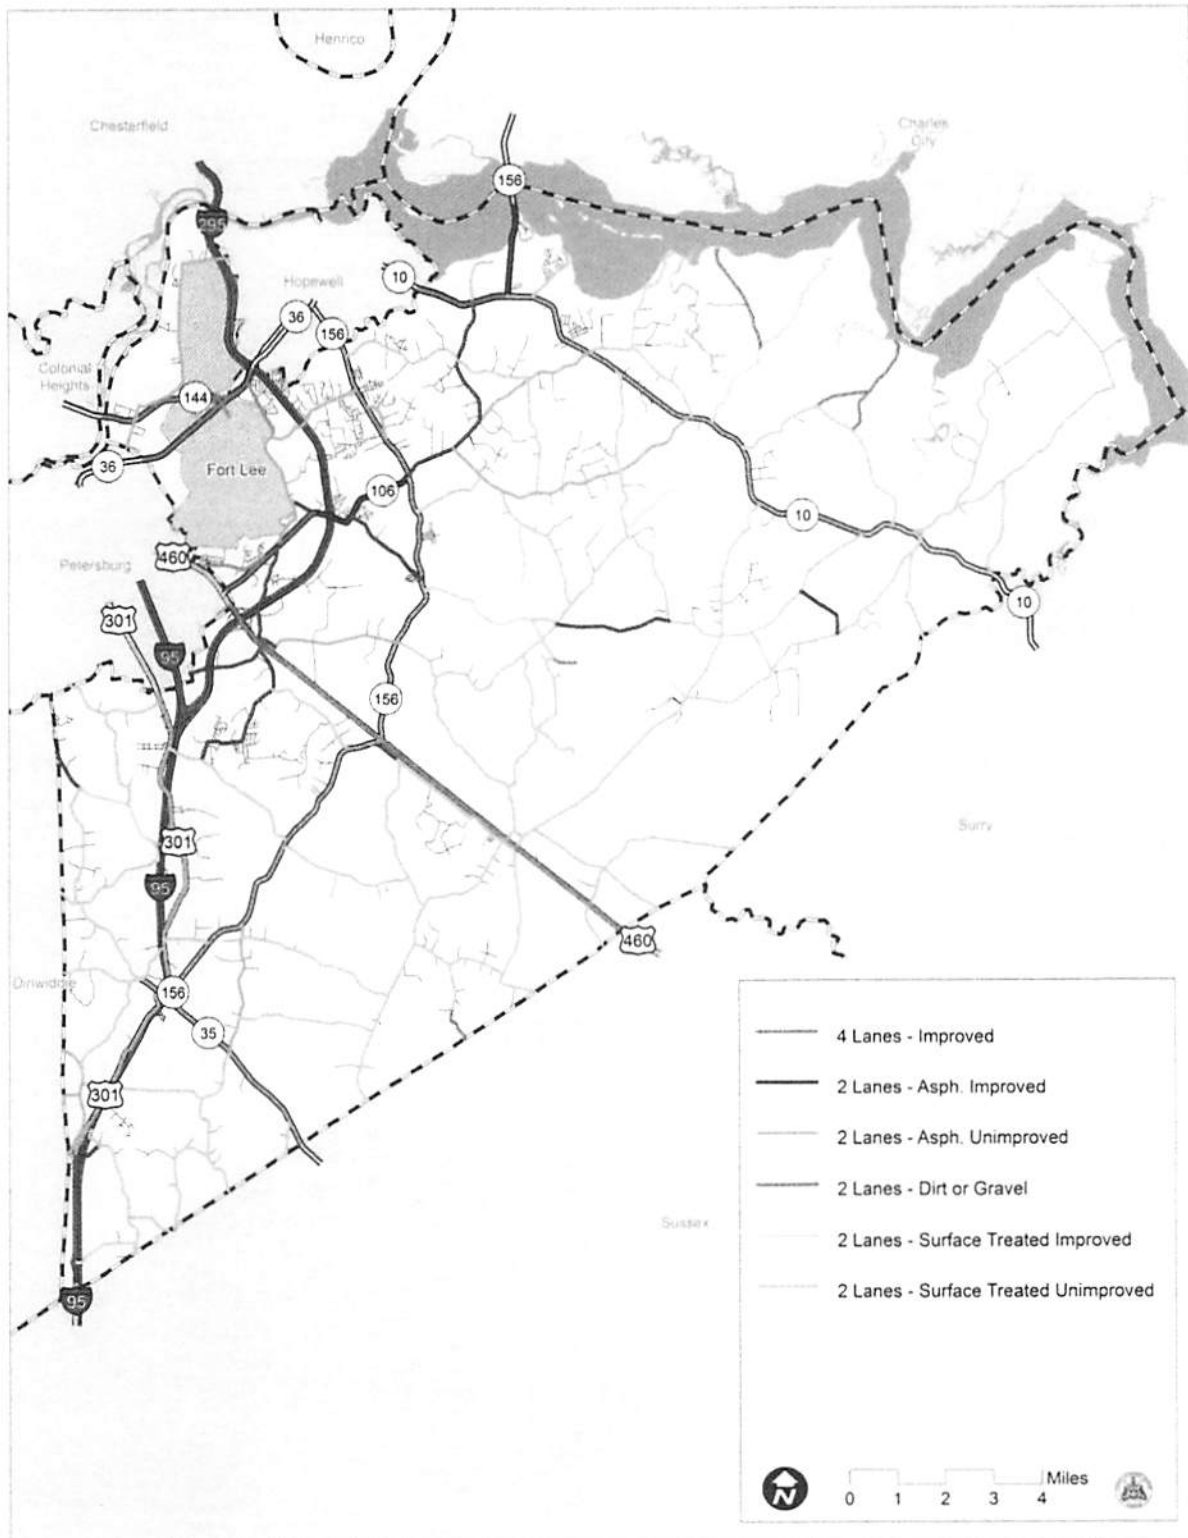 Henrico
Chesterfield
Charles
City
156
295
Hopewell
10
36
156
Colonial
Heights
144
36
Fort Lee
106
10
460
Petersburg
301
10
95
156
301
Surry
95
460
Dinwiddie
156
35
301
Sussex
95
4 Lanes - Improved
2 Lanes - Asph. Improved
2 Lanes - Asph. Unimproved
2 Lanes - Dirt or Gravel
2 Lanes - Surface Treated Improved
2 Lanes - Surface Treated Unimproved
N
Miles
0 1 2 3 4